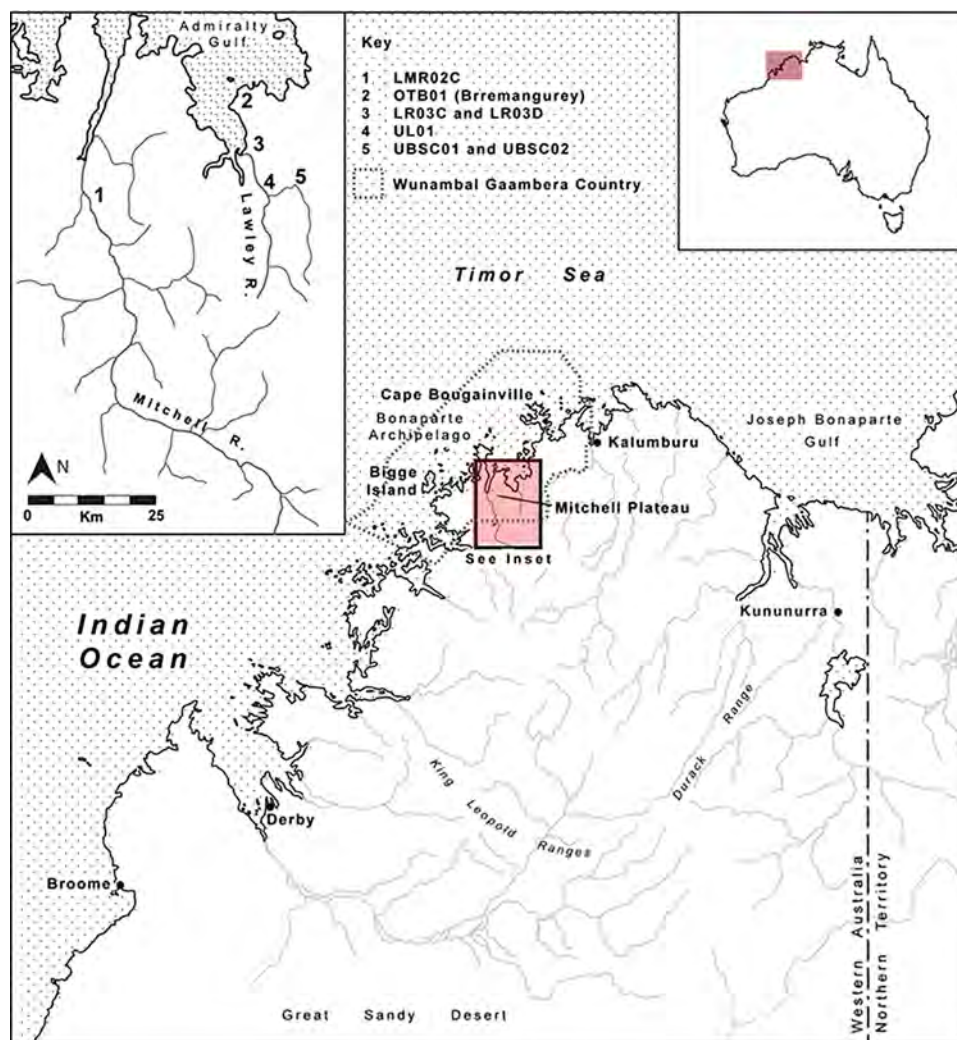 Admiralty
Gulf
2
3
4
5
1
Lawley R.
Mitchell R.
N
0 Km 25
Key
1 LMR02C
2 OTB01 (Brremangurey)
3 LR03C and LR03D
4 UL01
5 UBSC01 and UBSC02
Wunambal Gaambera Country
Timor Sea
Cape Bougainville
Bonaparte
Archipelago
Bigge
Island
Kalumburu
Joseph Bonaparte
Gulf
Mitchell Plateau
See Inset
Indian
Ocean
Kununurra
Durack Range
King Leopold Ranges
Derby
Broome
Great Sandy Desert
Western Australia
Northern Territory